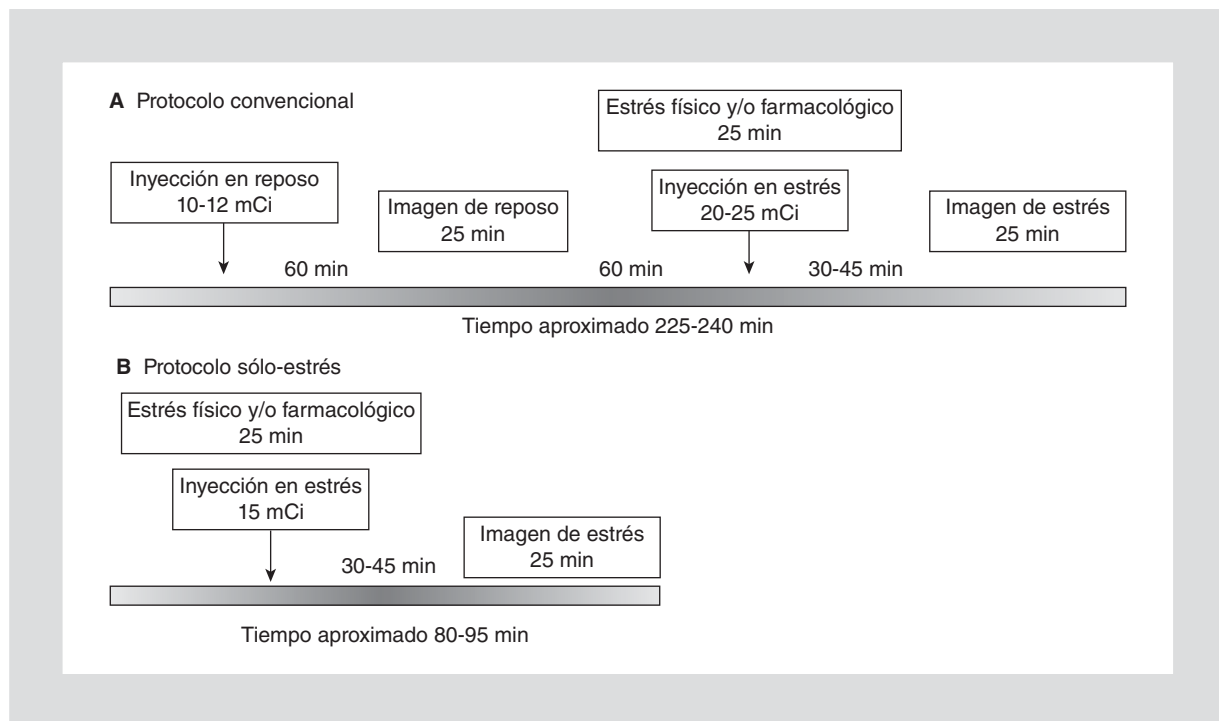 A Protocolo convencional
Estrés físico y/o farmacológico
25 min
Inyección en reposo
10-12 mCi
Imagen de reposo
25 min
Inyección en estrés
20-25 mCi
Imagen de estrés
25 min
60 min
60 min
30-45 min
Tiempo aproximado 225-240 min
B Protocolo sólo-estrés
Estrés físico y/o farmacológico
25 min
Inyección en estrés
15 mCi
Imagen de estrés
25 min
30-45 min
Tiempo aproximado 80-95 min